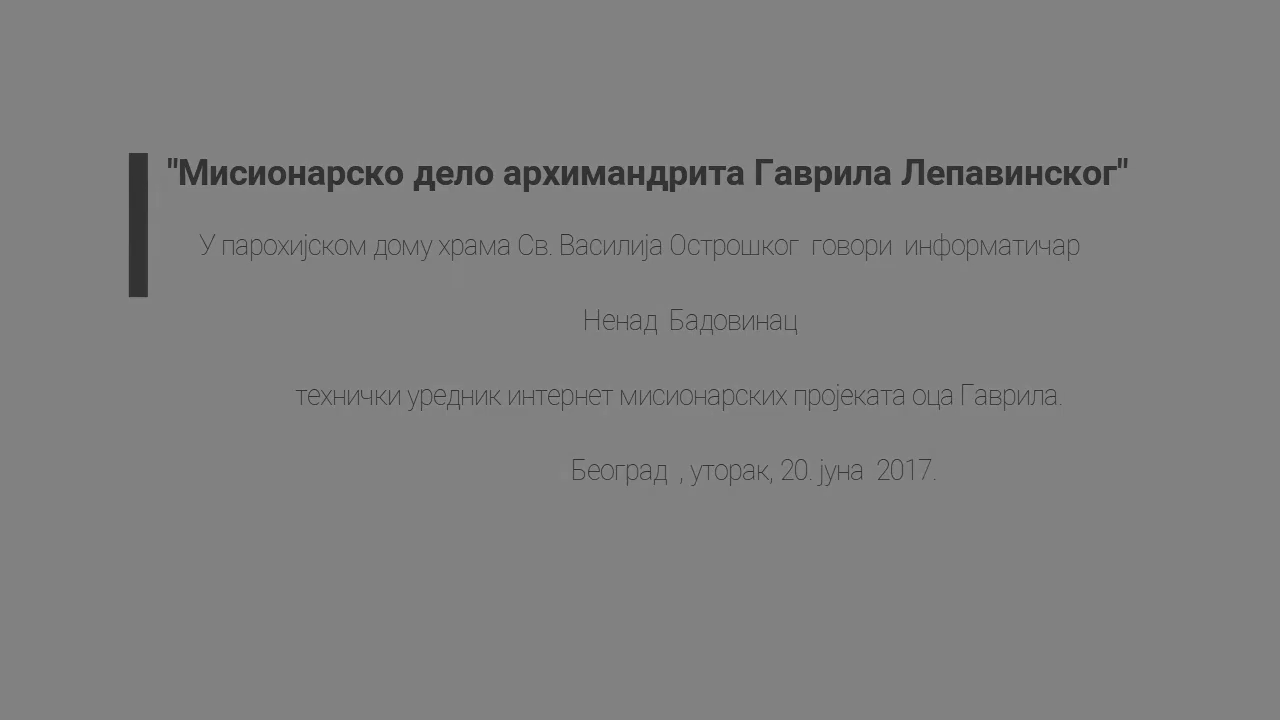 "Мисионарско дело архимандрита Гаврила Лепавинског"
У парохијском дому храма Св. Василија Острошког говори информатичар
Ненад Бадовинац
технички уредник интернет мисионарских пројеката оца Гаврила.
Београд , уторак, 20. јуна 2017.